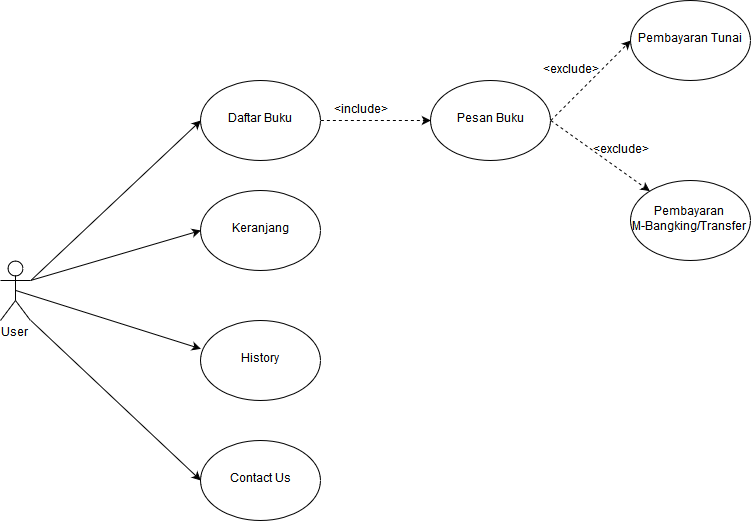 Pembayaran Tunai
<exclude>
<include>
Daftar Buku
Pesan Buku
<exclude>
Pembayaran
M-Bangking/Transfer
Keranjang
User
History
Contact Us